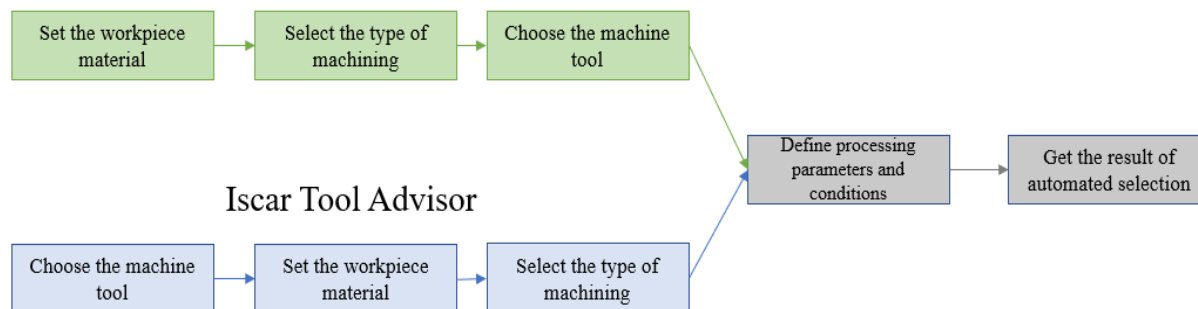 Set the workpiece
material
Select the type of
machining
Choose the machine
tool
Define processing
parameters and
conditions
Get the result of
automated selection
Iscar Tool Advisor
Choose the machine
tool
Set the workpiece
material
Select the type of
machining